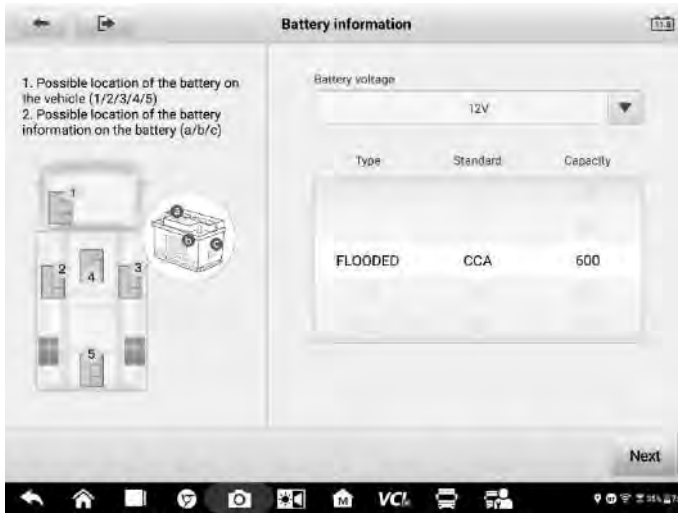 Battery information
11.8
1. Possible location of the battery on
the vehicle (1/2/3/4/5)
2. Possible location of the battery
information on the battery (a/b/c)
1
a
b
c
2
4
3
5
Battery voltage
12V
Type Standard Capacity
FLOODED CCA 600
Next
M VCI